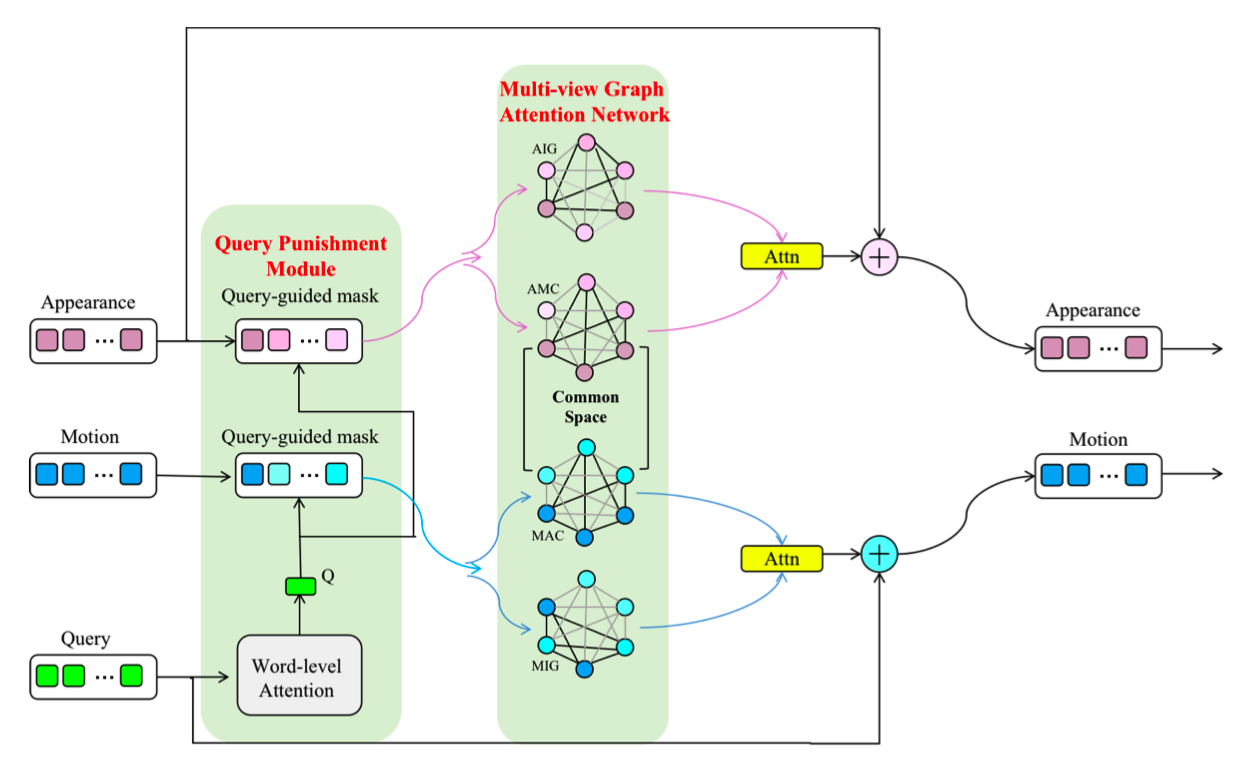 Multi-view Graph
Attention Network
AIG
Query Punishment
Module
Attn
+
Query-guided mask
AMC
Appearance
...
...
Appearance
...
Common
Space
Motion
...
Query-guided mask
...
Motion
...
MAC
Attn
+
Q
Query
...
Word-level
Attention
MIG